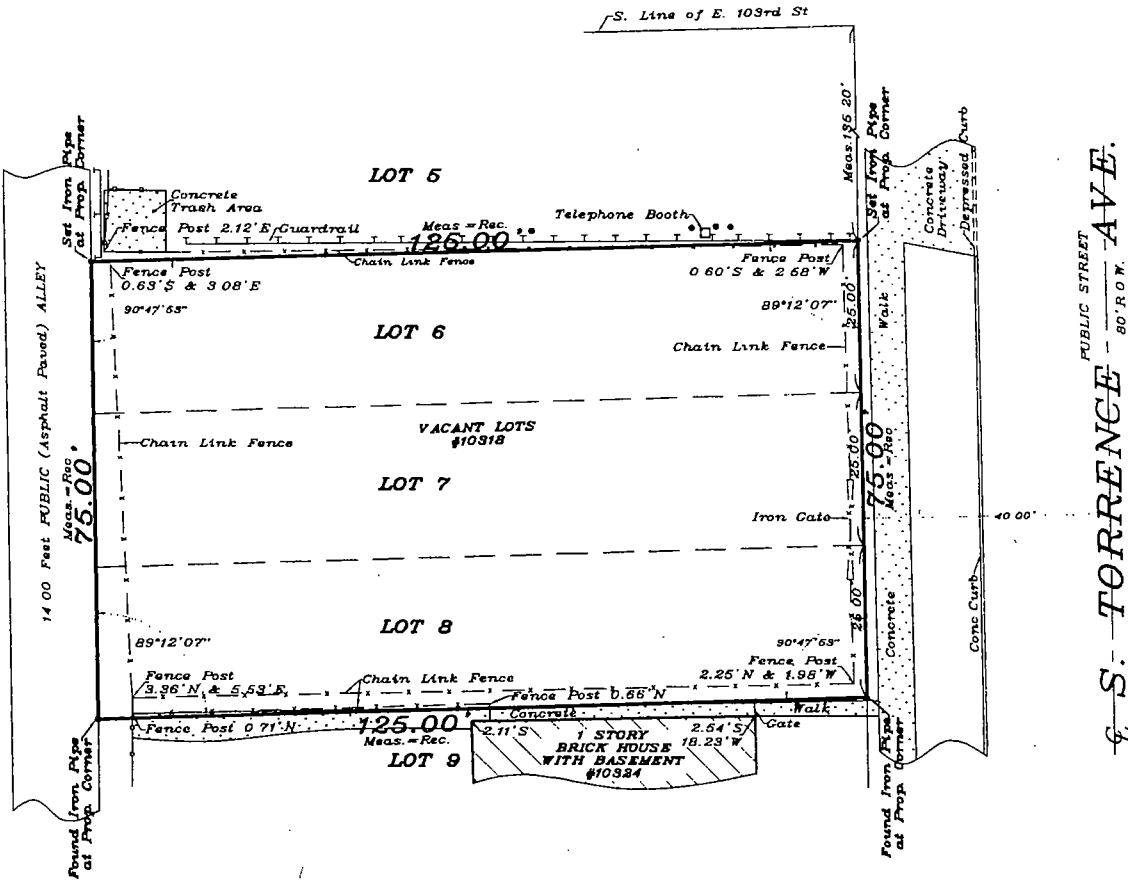 S. Line of E. 103rd St
Meas. 135 20'
Set Iron Pipe
at Prop. Corner
Set Iron Pipe
at Prop Corner
Concrete
Driveway
Depressed Curb
LOT 5
Concrete
Trash Area
Fence Post 2.12'E
Guardrail
Meas = Rec.
125.00'
Telephone Booth
Chain Link Fence
Fence Post
0.63'S & 3 08'E
Fence Post
0 60'S & 2 58'W
90°47'53"
89°12'07"
25.00'
Walk
LOT 6
Chain Link Fence
14 00 Feet PUBLIC (Asphalt Paved) ALLEY
VACANT LOTS
#10318
Chain Link Fence
Meas. = Rec
75.00'
25.00'
75.00'
Meas = Rec
LOT 7
Iron Gate
40 00'
PUBLIC STREET
℄ S. TORRENCE AVE.
80' R O W.
25 00'
Concrete
Conc Curb
LOT 8
89°12'07"
90°47'53"
Fence Post
3.36'N & 5.53'E
Chain Link Fence
Fence Post
2.25'N & 1.98'W
Fence Post 0.66'N
Fence Post 0 71'N
125.00'
Meas. = Rec.
Concrete
Walk
Gate
2.11'S
2.54'S
18.23'W
1 STORY
BRICK HOUSE
WITH BASEMENT
#10324
LOT 9
Found Iron Pipe
at Prop Corner
Found Iron Pipe
at Prop. Corner